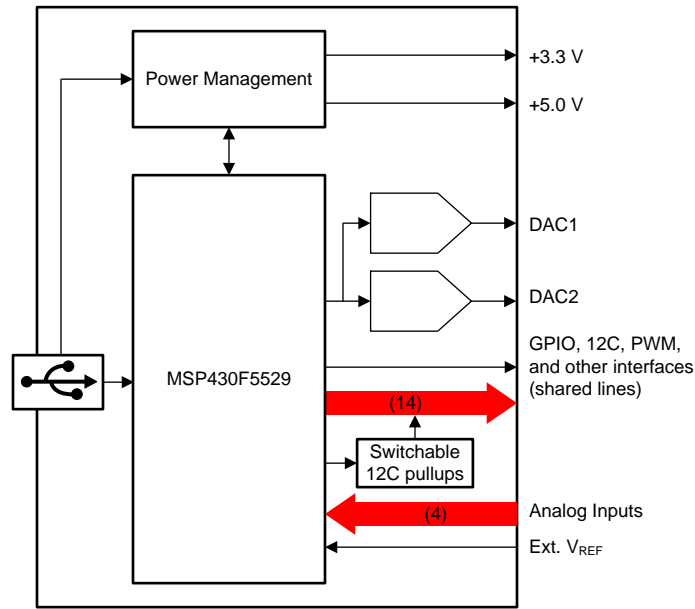 Power Management
+3.3 V
+5.0 V
DAC1
DAC2
MSP430F5529
GPIO, 12C, PWM,
and other interfaces
(shared lines)
(14)
Switchable
12C pullups
(4)
Analog Inputs
Ext. VREF